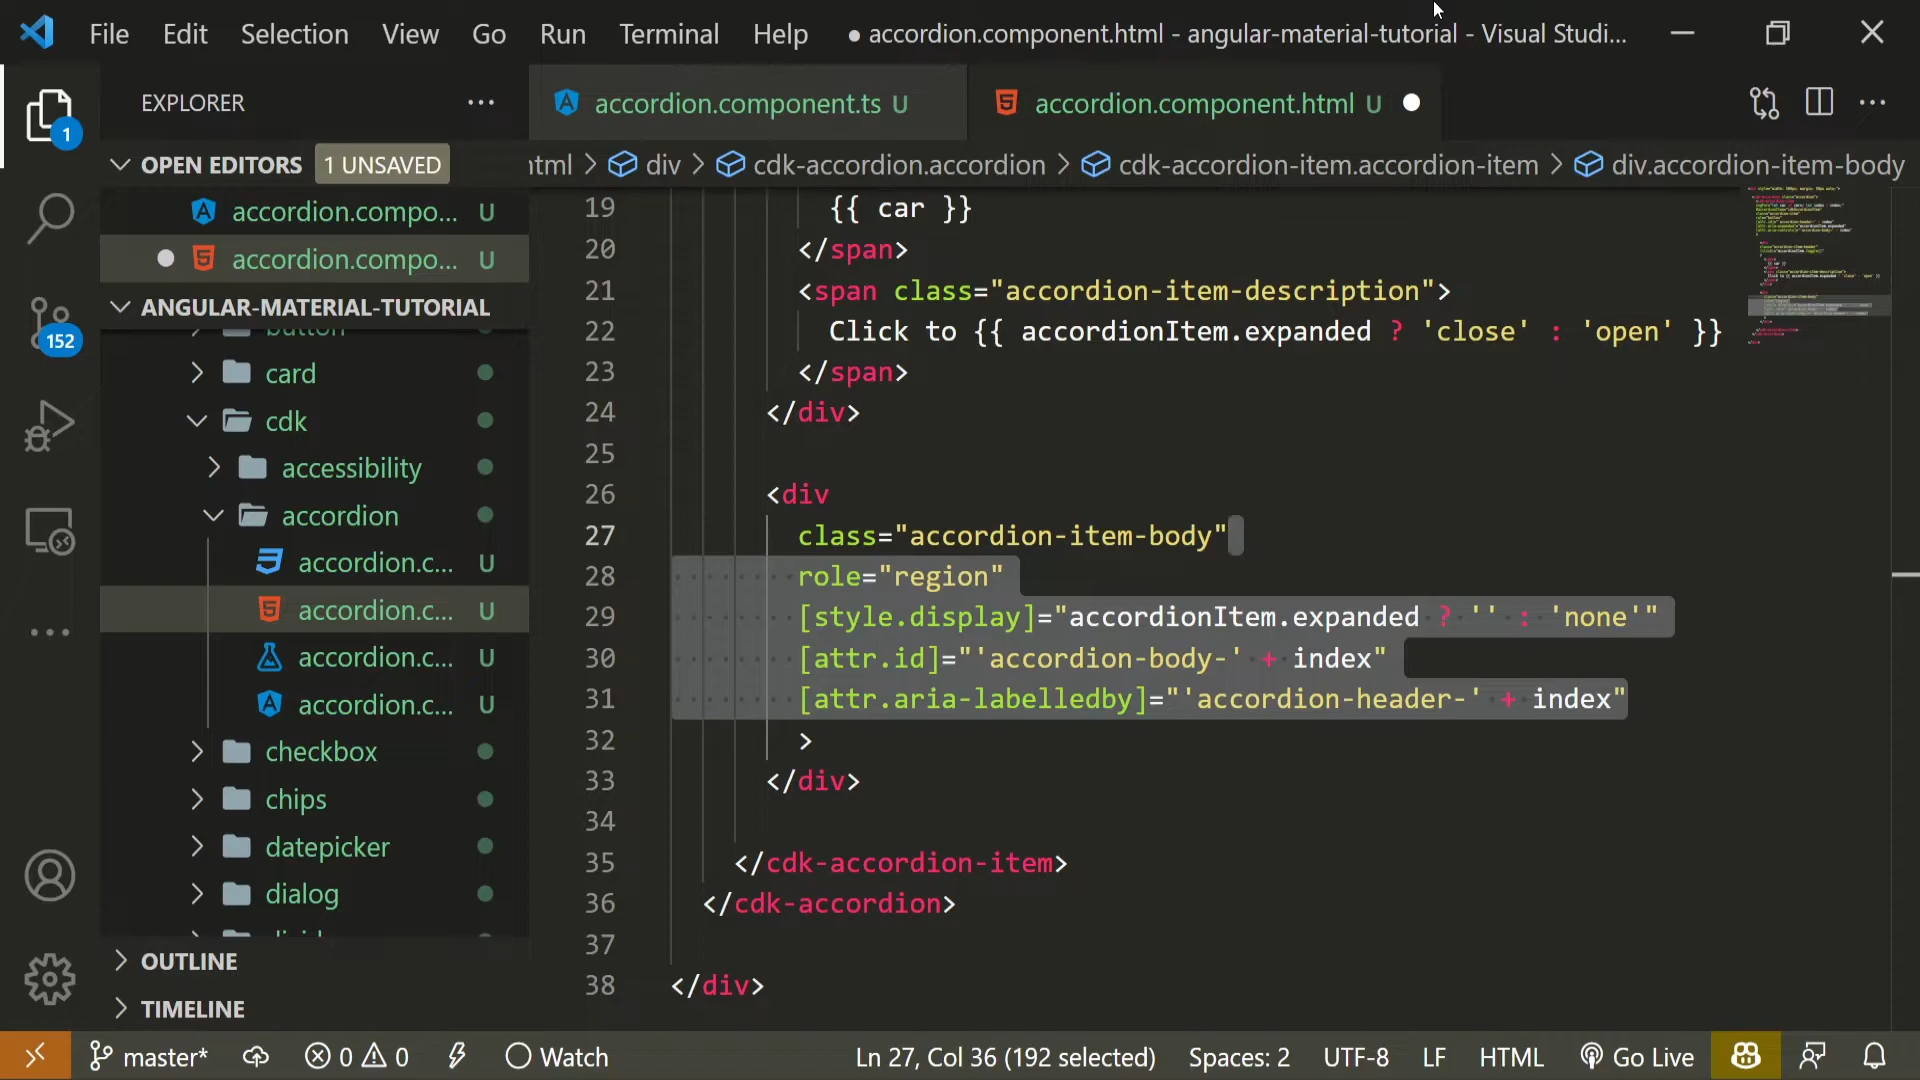 File Edit Selection View Go Run Terminal Help ● accordion.component.html - angular-material-tutorial - Visual Studi...
EXPLORER
accordion.component.ts U
accordion.component.html U
OPEN EDITORS 1 UNSAVED
html > div > cdk-accordion.accordion > cdk-accordion-item.accordion-item > div.accordion-item-body
accordion.compo... U
accordion.compo... U
ANGULAR-MATERIAL-TUTORIAL
button
card
cdk
accessibility
accordion
accordion.c... U
accordion.c... U
accordion.c... U
accordion.c... U
checkbox
chips
datepicker
dialog
OUTLINE
TIMELINE
1
152
19 {{ car }}
20 </span>
21 <span class="accordion-item-description">
22 Click to {{ accordionItem.expanded ? 'close' : 'open' }}
23 </span>
24 </div>
25
26 <div
27 class="accordion-item-body"
28 role="region"
29 [style.display]="accordionItem.expanded ? '' : 'none'"
30 [attr.id]="'accordion-body-' + index"
31 [attr.aria-labelledby]="'accordion-header-' + index"
32 >
33 </div>
34
35 </cdk-accordion-item>
36 </cdk-accordion>
37
38 </div>
master* 0 0 Watch Ln 27, Col 36 (192 selected) Spaces: 2 UTF-8 LF HTML Go Live